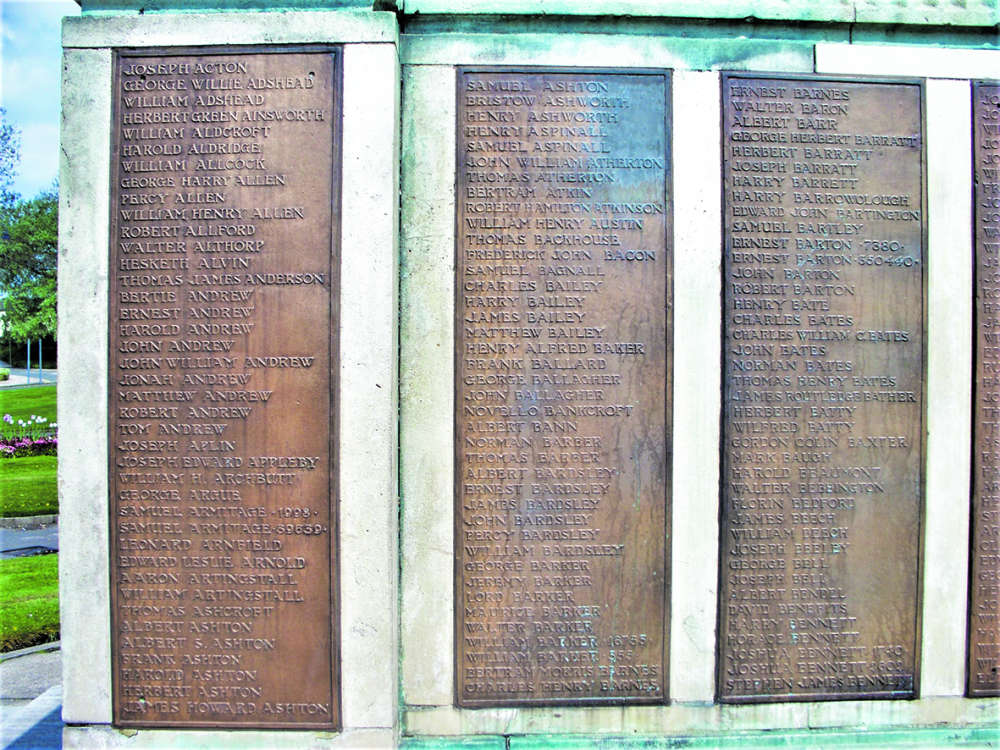 JOSEPH ACTON
GEORGE WILLIE ADSHEAD
WILLIAM ADSHEAD
HERBERT GREEN AINSWORTH
WILLIAM ALDCROFT
HAROLD ALDRIDGE
WILLIAM ALLCOCK
GEORGE HARRY ALLEN
PERCY ALLEN
WILLIAM HENRY ALLEN
ROBERT ALLFORD
WALTER ALTHORP
HESKETH ALVIN
THOMAS JAMES ANDERSON
BERTIE ANDREW
ERNEST ANDREW
HAROLD ANDREW
JOHN ANDREW
JOHN WILLIAM ANDREW
JONAH ANDREW
MATTHEW ANDREW
ROBERT ANDREW
TOM ANDREW
JOSEPH APLIN
JOSEPH EDWARD APPLEBY
WILLIAM H. ARCHBUTT
GEORGE ARGUE
SAMUEL ARMITAGE ·1998·
SAMUEL ARMITAGE ·39639·
LEONARD ARNFIELD
EDWARD LESLIE ARNOLD
AARON ARTINGSTALL
WILLIAM ARTINGSTALL
THOMAS ASHCROFT
ALBERT ASHTON
ALBERT S. ASHTON
FRANK ASHTON
HAROLD ASHTON
HERBERT ASHTON
JAMES HOWARD ASHTON
SAMUEL ASHTON
BRISTOW ASHWORTH
HENRY ASHWORTH
HENRY ASPINALL
SAMUEL ASPINALL
JOHN WILLIAM ATHERTON
THOMAS ATHERTON
BERTRAM ATKIN
ROBERT HAMILTON ATKINSON
WILLIAM HENRY AUSTIN
THOMAS BACKHOUSE
FREDERICK JOHN BACON
SAMUEL BAGNALL
CHARLES BAILEY
HARRY BAILEY
JAMES BAILEY
MATTHEW BAILEY
HENRY ALFRED BAKER
FRANK BALLARD
GEORGE BALLAGHER
JOHN BALLAGHER
NOVELLO BANKCROFT
ALBERT BANN
NORMAN BARBER
THOMAS BARBER
ALBERT BARDSLEY
ERNEST BARDSLEY
JAMES BARDSLEY
JOHN BARDSLEY
PERCY BARDSLEY
WILLIAM BARDSLEY
GEORGE BARKER
JEREMY BARKER
LORD BARKER
MAURICE BARKER
WALTER BARKER
WILLIAM BARKER
WILLIAM BARKER
BERTRAM MORRIS BARNES
CHARLES HENRY BARNES
ERNEST BARNES
WALTER BARON
ALBERT BARR
GEORGE HERBERT BARRATT
HERBERT BARRATT
JOSEPH BARRATT
HARRY BARRETT
HARRY BARROWCLOUGH
EDWARD JOHN BARTINGTON
SAMUEL BARTLEY
ERNEST BARTON ·7380·
ERNEST BARTON ·350440·
JOHN BARTON
ROBERT BARTON
HENRY BATE
CHARLES BATES
CHARLES WILLIAM C. BATES
JOHN BATES
NORMAN BATES
THOMAS HENRY BATES
JAMES ROUTLEDGE BATHER
HERBERT BATTY
WILFRED BATTY
GORDON COLIN BAXTER
MARK BAUGH
HAROLD BEAUMONT
WALTER BEBBINGTON
BEDFORD
JAMES BEECH
WILLIAM BEECH
JOSEPH BEELEY
GEORGE BELL
JOSEPH BELL
ALBERT BENDELL
DAVID BENEFITS
HARRY BENNETT
HORACE BENNETT
JOSHUA BENNETT
JOSHUA BENNETT
STEPHEN JAMES BENNETT